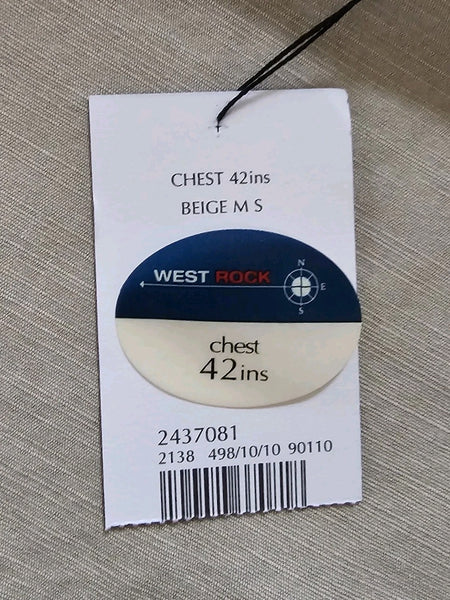 CHEST 42ins
BEIGE M S
N
WEST ROCK
E
S
chest
42ins
2437081
2138 498/10/10 90110